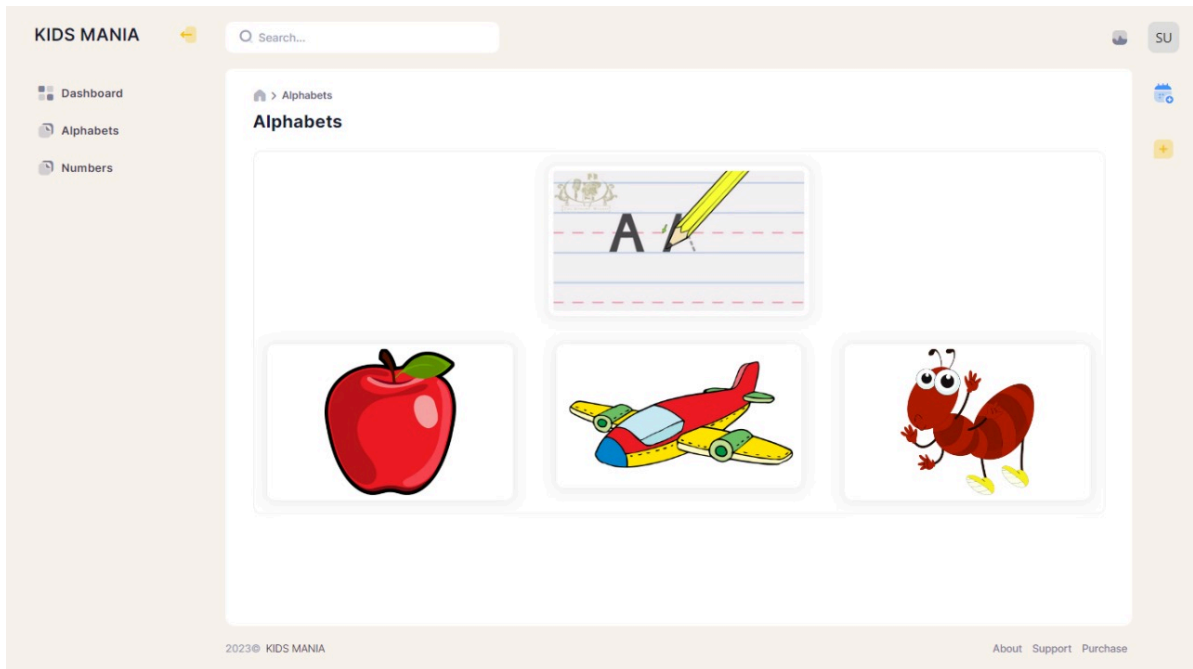 KIDS MANIA
Search...
SU
Dashboard
Alphabets
Numbers
> Alphabets
Alphabets
A A
2023© KIDS MANIA
About Support Purchase